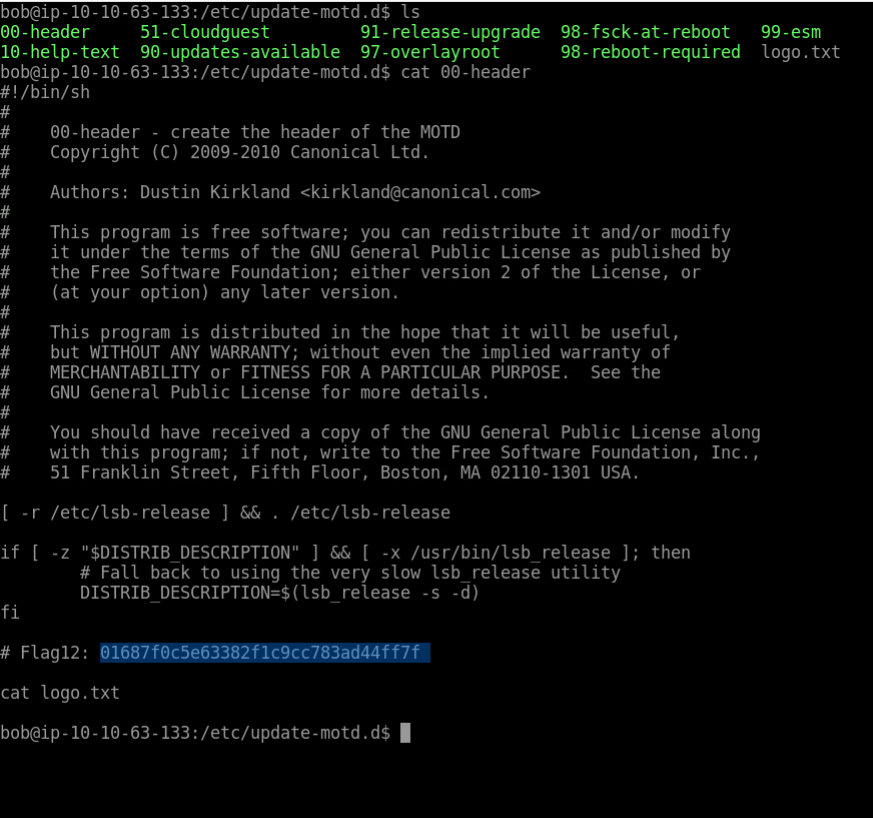 bob@ip-10-10-63-133:/etc/update-motd.d$ ls
00-header     51-cloudguest         91-release-upgrade  98-fsck-at-reboot   99-esm
10-help-text  90-updates-available  97-overlayroot      98-reboot-required  logo.txt
bob@ip-10-10-63-133:/etc/update-motd.d$ cat 00-header
#!/bin/sh
#
#    00-header - create the header of the MOTD
#    Copyright (C) 2009-2010 Canonical Ltd.
#
#    Authors: Dustin Kirkland <kirkland@canonical.com>
#
#    This program is free software; you can redistribute it and/or modify
#    it under the terms of the GNU General Public License as published by
#    the Free Software Foundation; either version 2 of the License, or
#    (at your option) any later version.
#
#    This program is distributed in the hope that it will be useful,
#    but WITHOUT ANY WARRANTY; without even the implied warranty of
#    MERCHANTABILITY or FITNESS FOR A PARTICULAR PURPOSE.  See the
#    GNU General Public License for more details.
#
#    You should have received a copy of the GNU General Public License along
#    with this program; if not, write to the Free Software Foundation, Inc.,
#    51 Franklin Street, Fifth Floor, Boston, MA 02110-1301 USA.

[ -r /etc/lsb-release ] && . /etc/lsb-release

if [ -z "$DISTRIB_DESCRIPTION" ] && [ -x /usr/bin/lsb_release ]; then
        # Fall back to using the very slow lsb_release utility
        DISTRIB_DESCRIPTION=$(lsb_release -s -d)
fi

# Flag12: 01687f0c5e63382f1c9cc783ad44ff7f

cat logo.txt

bob@ip-10-10-63-133:/etc/update-motd.d$